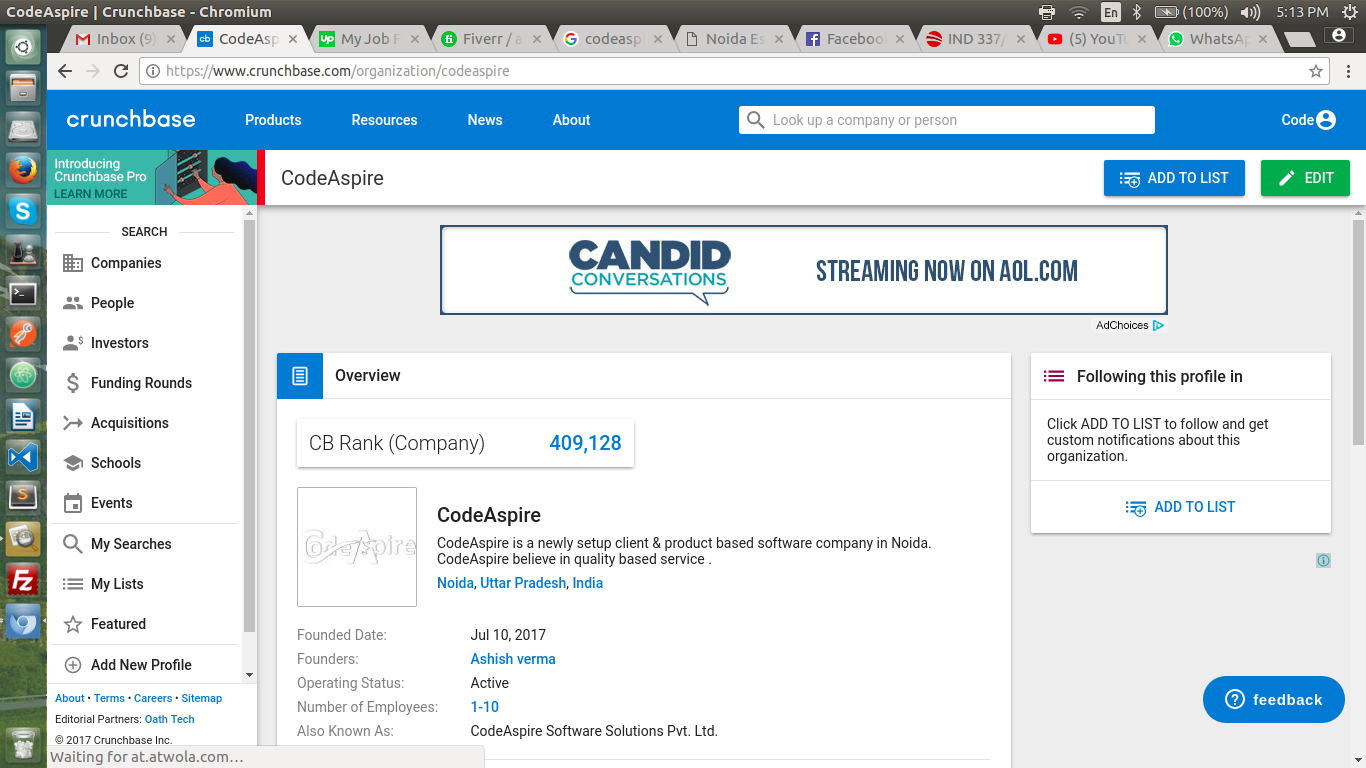 CodeAspire | Crunchbase - Chromium
En
(100%)
5:13 PM
Inbox (9)
CodeAsp
My Job F
Fiverr / a
codeasp
Noida Es
Faceboo
IND 337/
(5) YouT
WhatsAp
https://www.crunchbase.com/organization/codeaspire
crunchbase
Products
Resources
News
About
Look up a company or person
Code
Introducing
Crunchbase Pro
LEARN MORE
CodeAspire
ADD TO LIST
EDIT
SEARCH
Companies
People
Investors
Funding Rounds
Acquisitions
Schools
Events
My Searches
My Lists
Featured
Add New Profile
About • Terms • Careers • Sitemap
Editorial Partners: Oath Tech
© 2017 Crunchbase Inc.
Waiting for at.atwola.com...
CANDID
CONVERSATIONS
STREAMING NOW ON AOL.COM
AdChoices
Overview
CB Rank (Company) 409,128
CodeAspire
CodeAspire
CodeAspire is a newly setup client & product based software company in Noida.
CodeAspire believe in quality based service .
Noida, Uttar Pradesh, India
Founded Date: Jul 10, 2017
Founders: Ashish verma
Operating Status: Active
Number of Employees: 1-10
Also Known As: CodeAspire Software Solutions Pvt. Ltd.
Following this profile in
Click ADD TO LIST to follow and get
custom notifications about this
organization.
ADD TO LIST
feedback